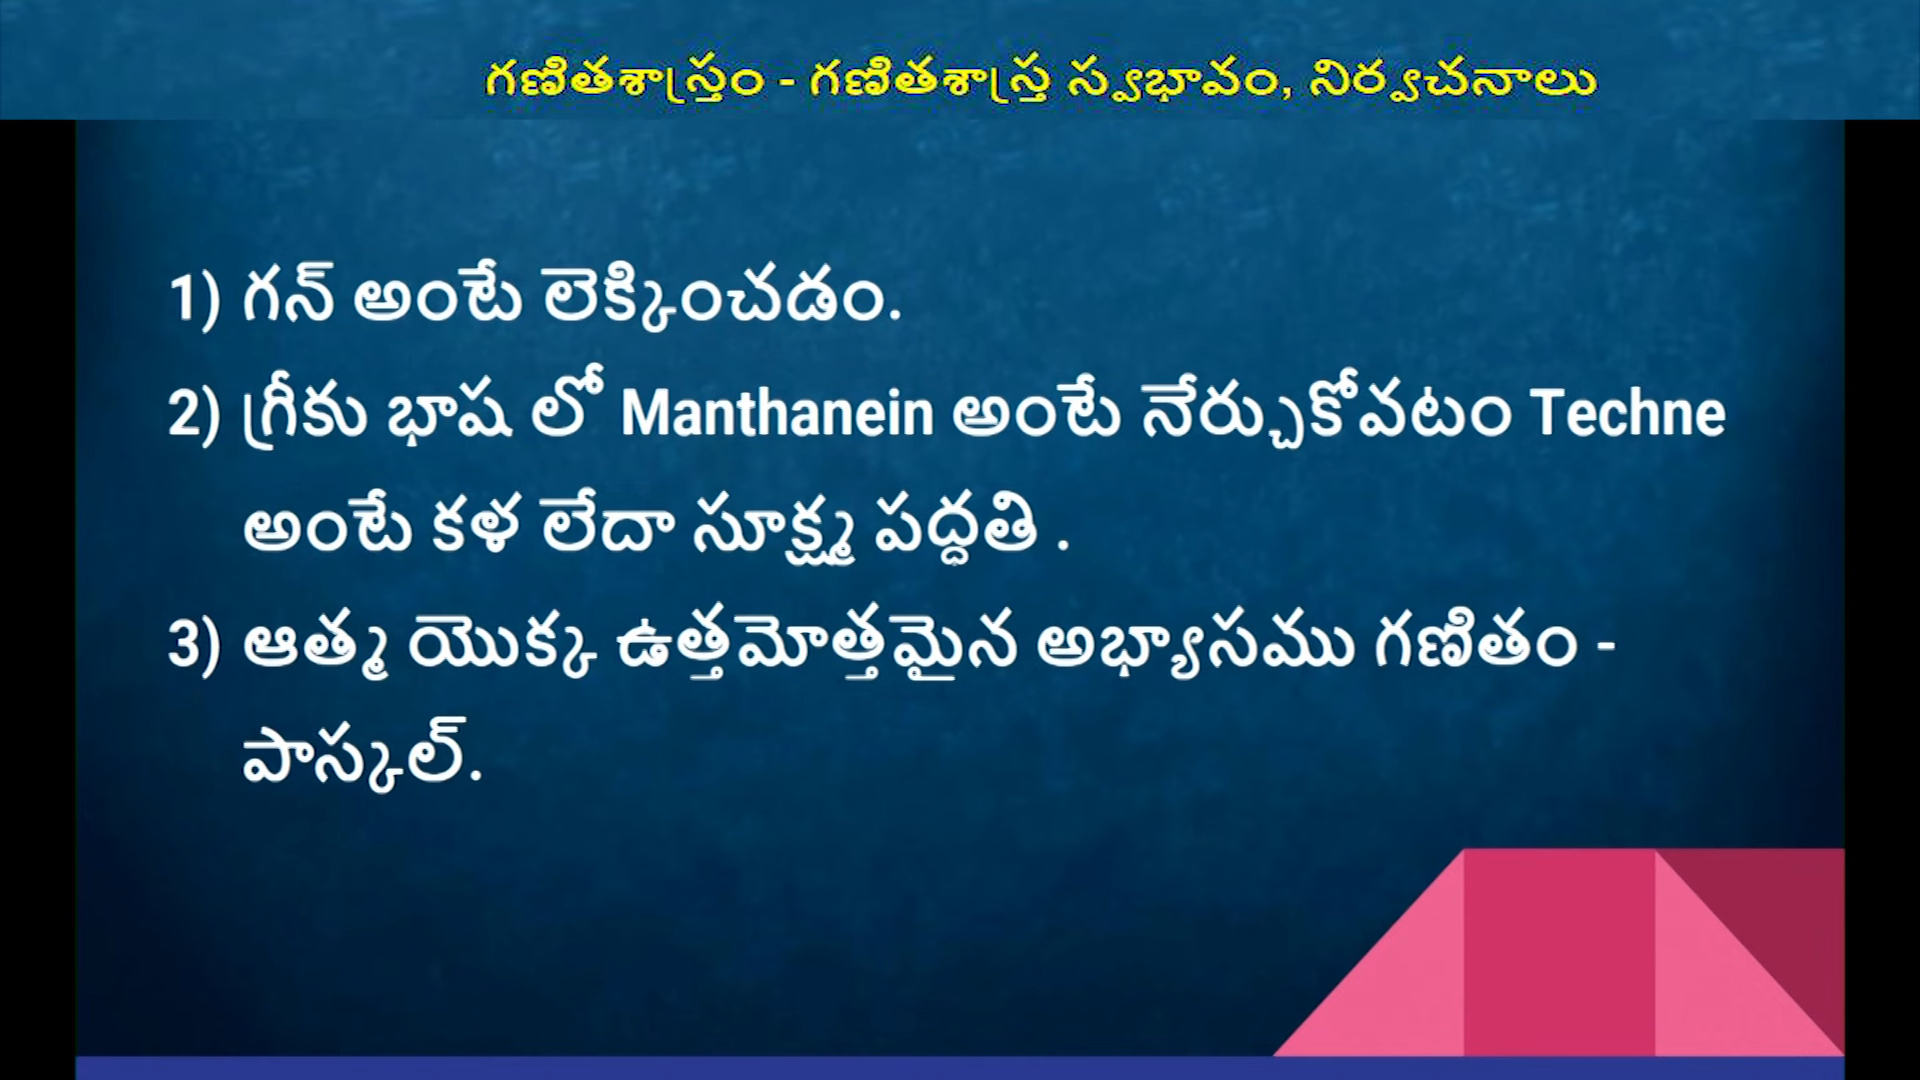 గణితశాస్త్రం - గణితశాస్త్ర స్వభావం, నిర్వచనాలు
1) గన్ అంటే లెక్కించడం.
2) గ్రీకు భాష లో Manthanein అంటే నేర్చుకోవటం Techne
అంటే కళ లేదా సూక్ష్మ పద్ధతి .
3) ఆత్మ యొక్క ఉత్తమోత్తమైన అభ్యాసము గణితం -
పాస్కల్.